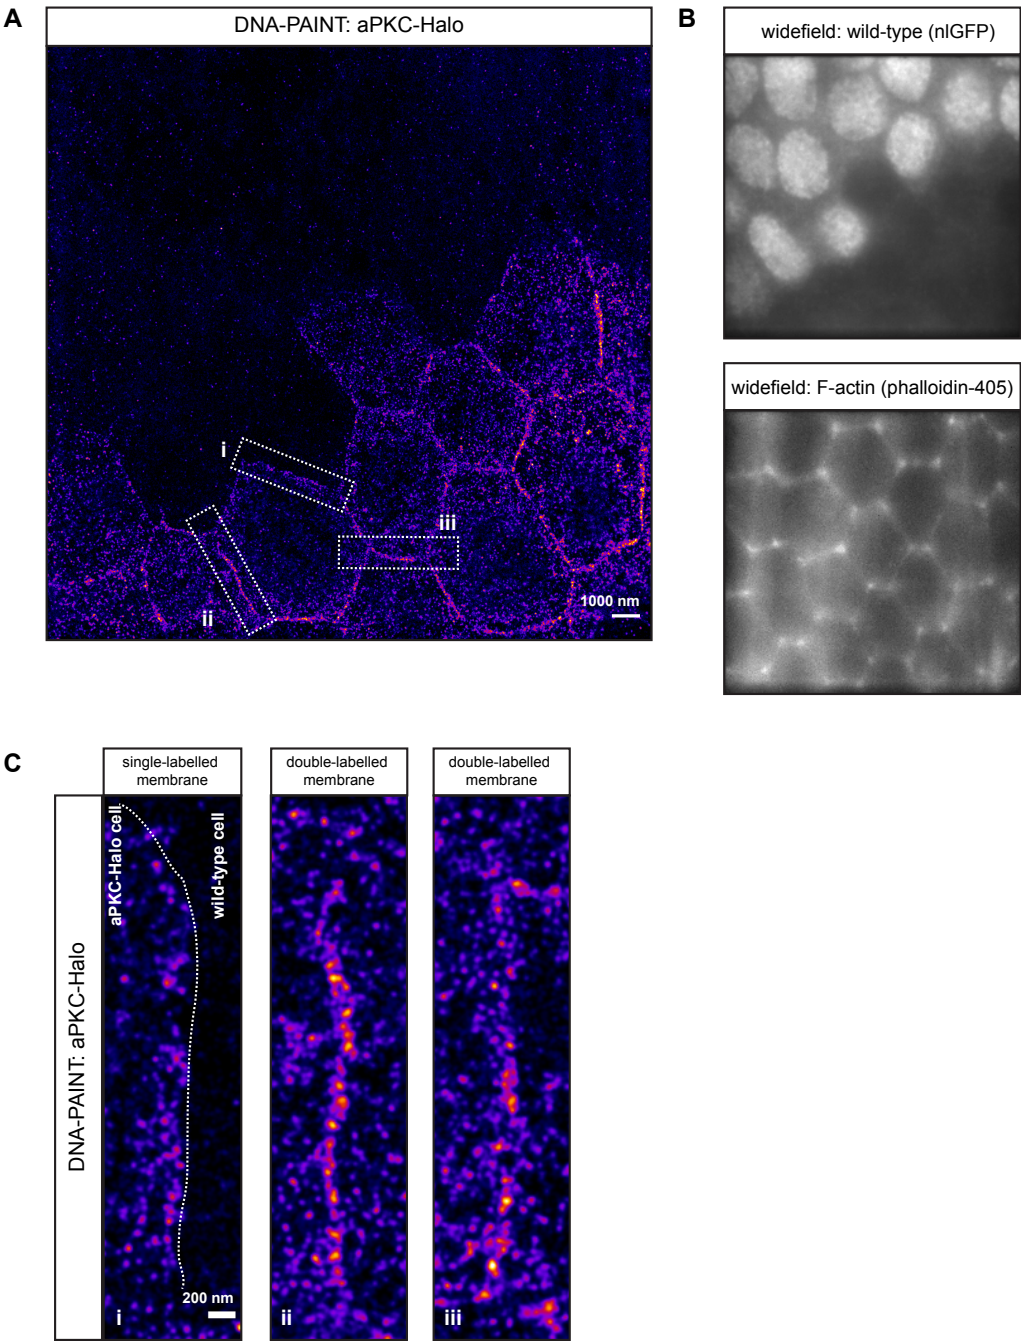 A
DNA-PAINT: aPKC-Halo
i
iii
ii
1000 nm
B
widefield: wild-type (nlGFP)
widefield: F-actin (phalloidin-405)
C
single-labelled
membrane
double-labelled
membrane
double-labelled
membrane
DNA-PAINT: aPKC-Halo
aPKC-Halo cell
wild-type cell
200 nm
i
ii
iii